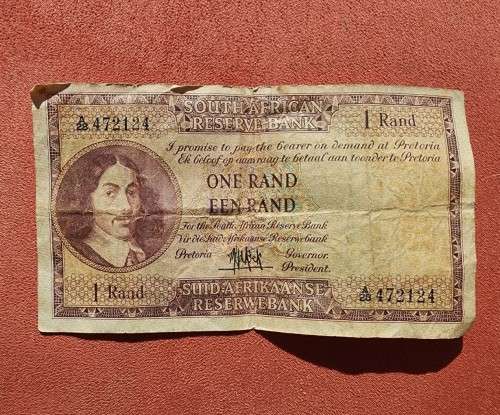 SOUTH AFRICAN
RESERVE BANK
A/28 472124
1 Rand
I promise to pay the bearer on demand at Pretoria
Ek beloof op aanvraag te betaal aan toonder te Pretoria
ONE RAND
EEN RAND
For the South African Reserve Bank
Vir die Suid-Afrikaanse Reserwebank
Pretoria
Governor.
President.
1 Rand
SUID-AFRIKAANSE
RESERWEBANK
A/28 472124